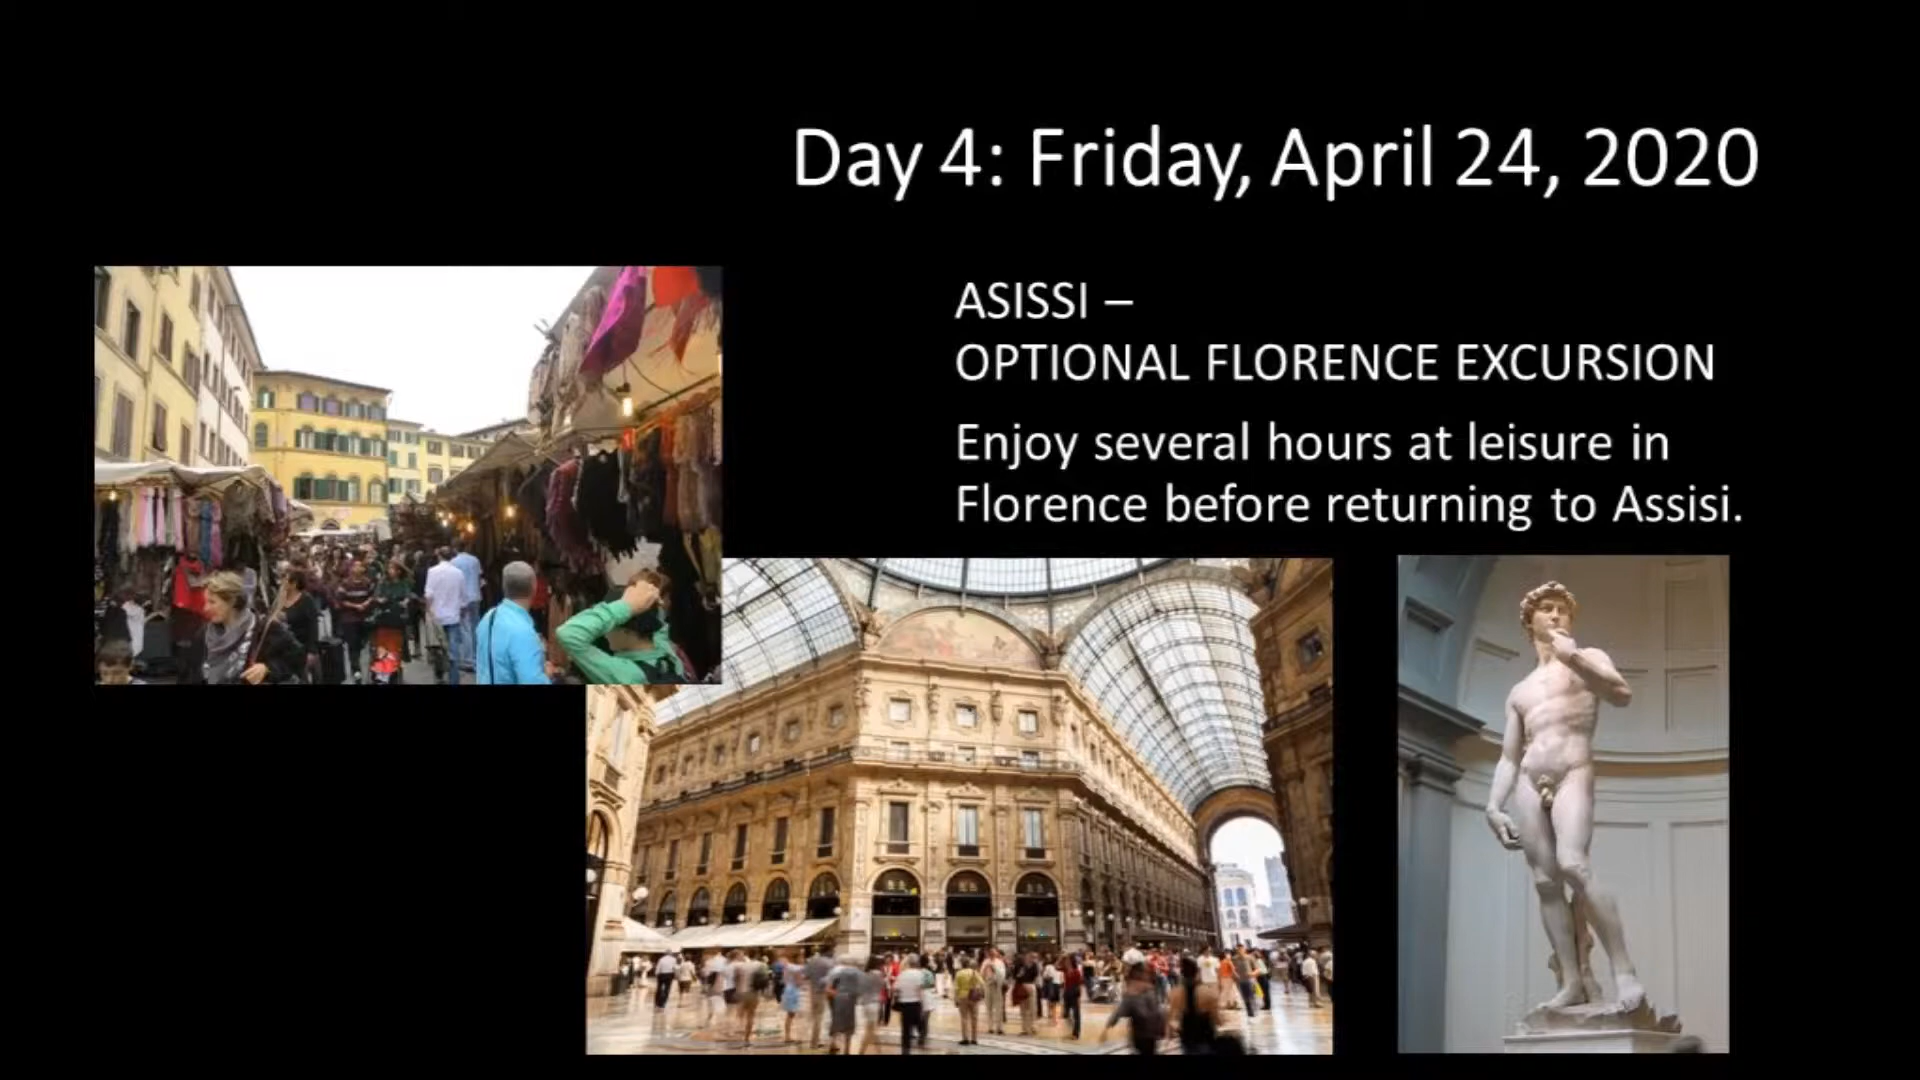 Day 4: Friday, April 24, 2020
ASISSI –
OPTIONAL FLORENCE EXCURSION
Enjoy several hours at leisure in
Florence before returning to Assisi.